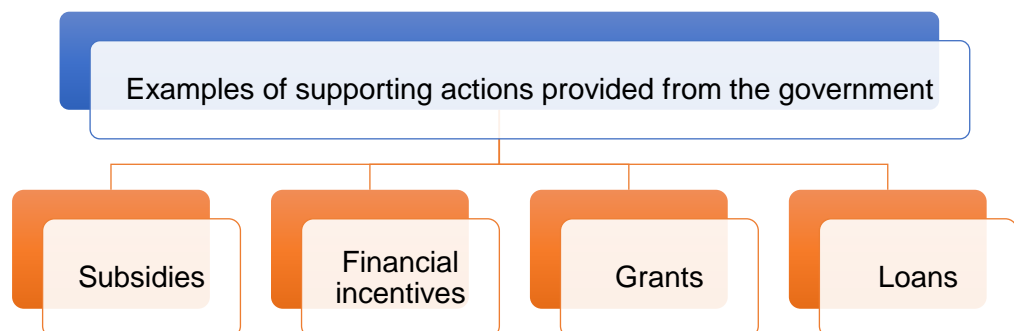 Examples of supporting actions provided from the government
Subsidies
Financial
incentives
Grants
Loans